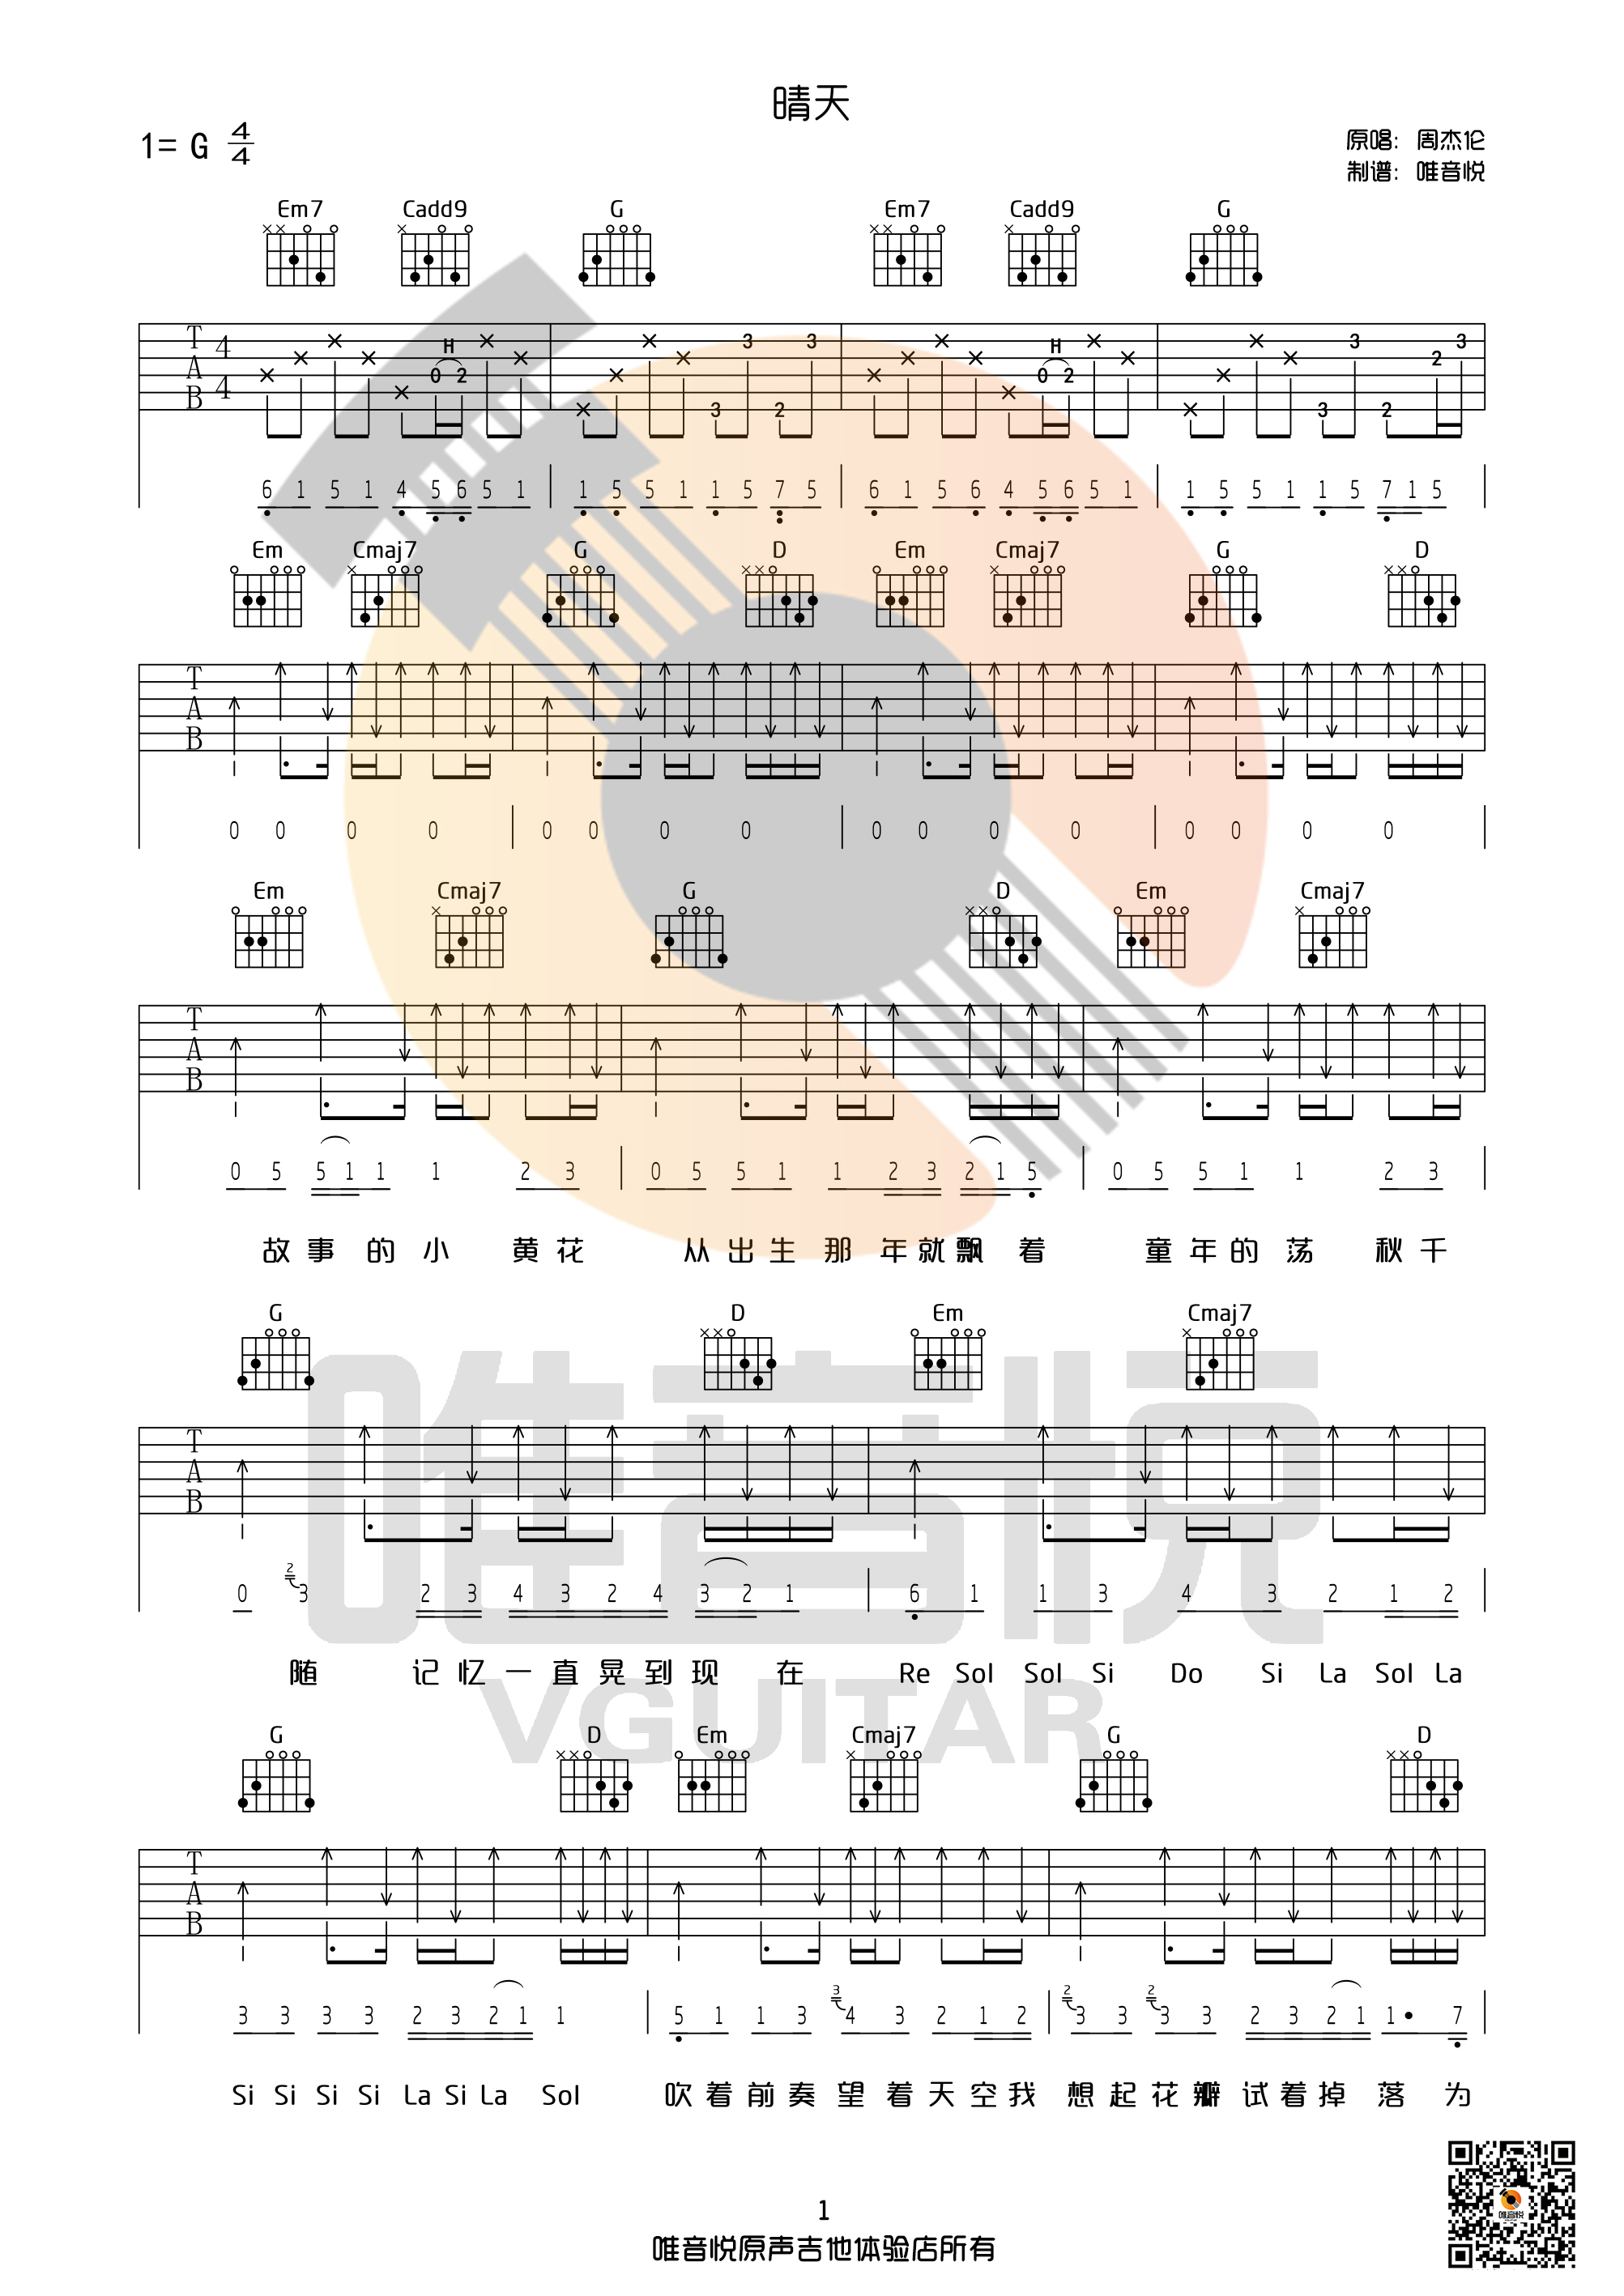 晴天
1= G 4/4
原唱: 周杰伦
制谱: 唯音悦
Em7 Cadd9 G Em7 Cadd9 G
T A B 4 4 H 0 2 3 3 2 3 H 0 2 3 3 2 2 3
6 1 5 1 4 5 6 5 1 1 5 5 1 1 5 7 5 6 1 5 6 4 5 6 5 1 1 5 5 1 1 5 7 1 5
Em Cmaj7 G D Em Cmaj7 G D
T A B
0 0 0 0 0 0 0 0 0 0 0 0 0 0 0 0
Em Cmaj7 G D Em Cmaj7
T A B
0 5 5 1 1 1 2 3 0 5 5 1 1 2 3 2 1 5 0 5 5 1 1 2 3
故事的小 黄花 从出生那年就飘着 童年的荡 秋千
G D Em Cmaj7
T A B
0 2 3 2 3 4 3 2 4 3 2 1 6 1 1 3 4 3 2 1 2
随 记忆一直晃到现在 Re Sol Sol Si Do Si La Sol La
唯音悦
VGUITAR
G D Em Cmaj7 G D
T A B
3 3 3 3 2 3 2 1 1 5 1 1 3 3 4 3 2 1 2 2 3 3 2 3 3 2 3 2 1 1 • 7
Si Si Si Si La Si La Sol 吹着前奏望着天空我 想起花瓣试着掉落为
唯音悦
1
唯音悦原声吉他体验店所有